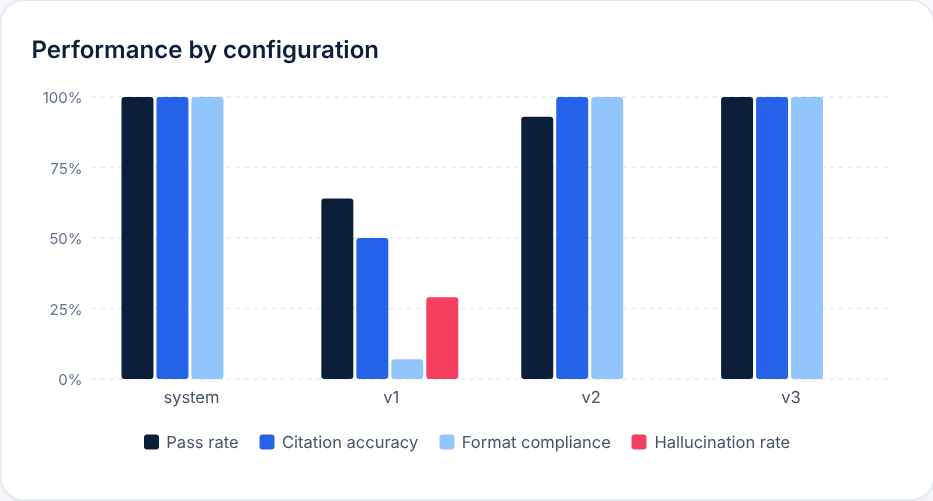 Performance by configuration
100%
75%
50%
25%
0%
system v1 v2 v3
Pass rate Citation accuracy Format compliance Hallucination rate